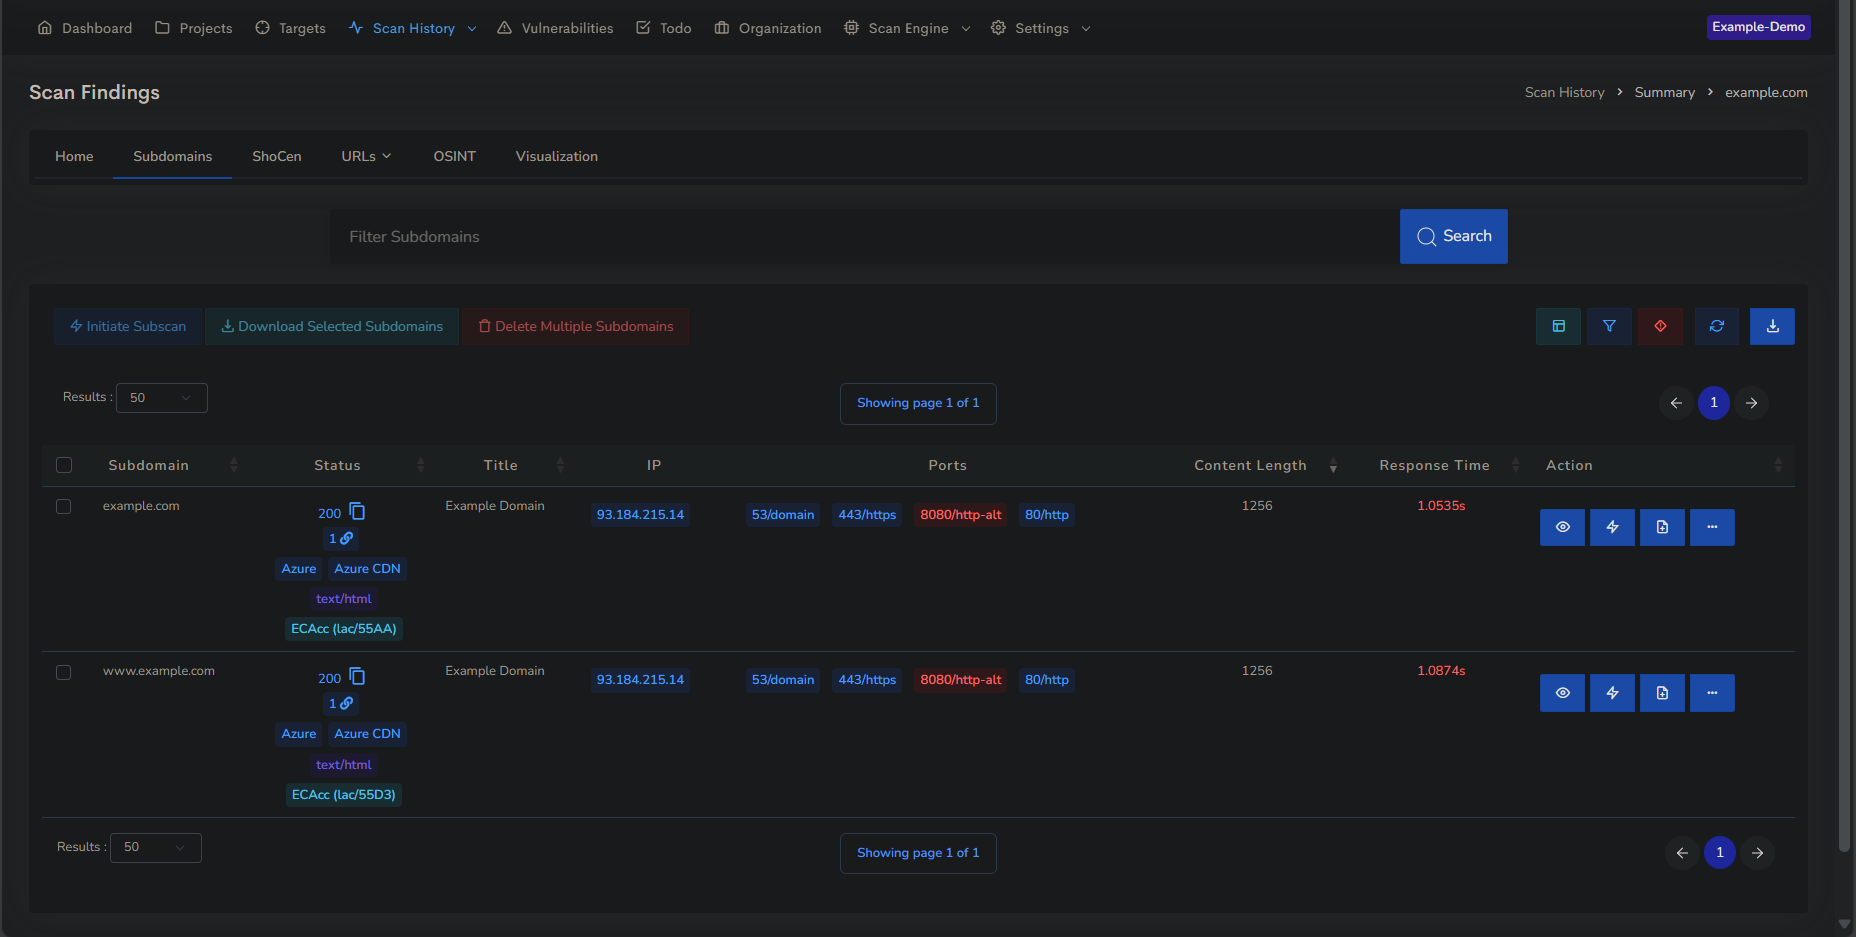 Dashboard Projects Targets Scan History Vulnerabilities Todo Organization Scan Engine Settings Example-Demo
Scan Findings Scan History Summary example.com
Home Subdomains ShoCen URLs OSINT Visualization
Filter Subdomains Search
Initiate Subscan Download Selected Subdomains Delete Multiple Subdomains
Results : 50 Showing page 1 of 1 1
Subdomain Status Title IP Ports Content Length Response Time Action
example.com 200 Example Domain 93.184.215.14 53/domain 443/https 8080/http-alt 80/http 1256 1.0535s
1
Azure Azure CDN
text/html
ECAcc (lac/55AA)
www.example.com 200 Example Domain 93.184.215.14 53/domain 443/https 8080/http-alt 80/http 1256 1.0874s
1
Azure Azure CDN
text/html
ECAcc (lac/55D3)
Results : 50 Showing page 1 of 1 1